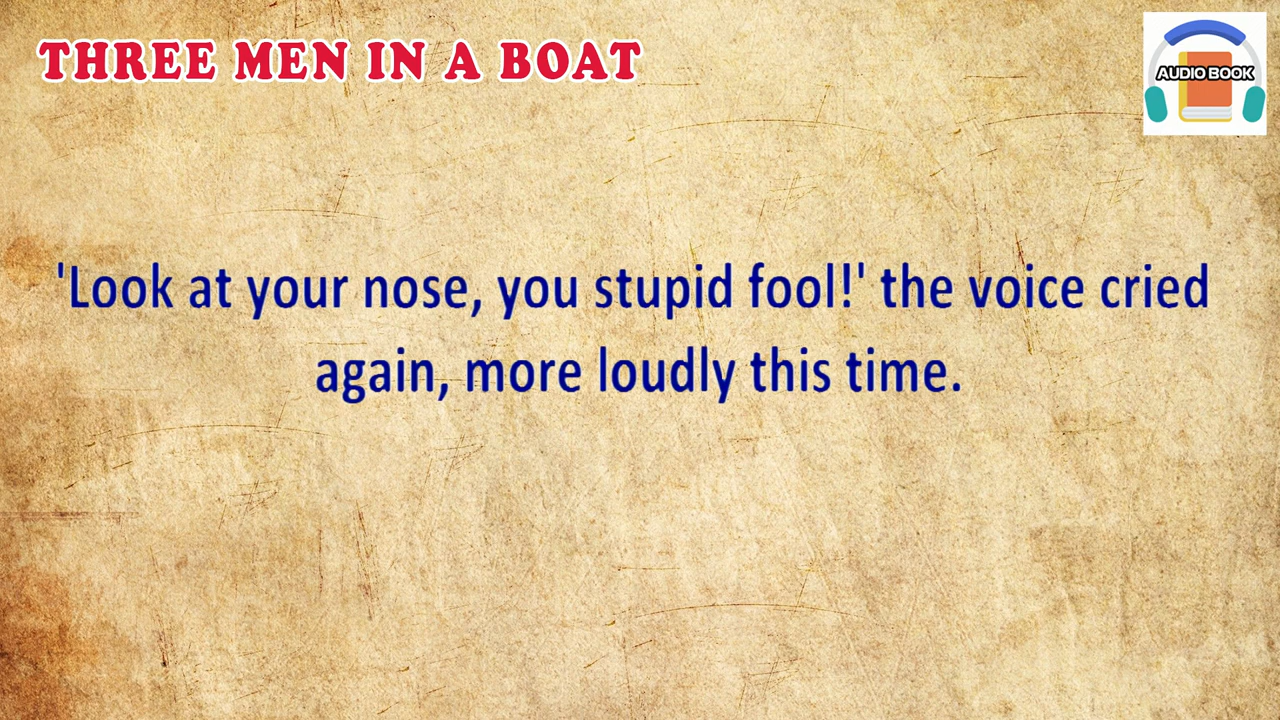 THREE MEN IN A BOAT
AUDIO BOOK
'Look at your nose, you stupid fool!' the voice cried
again, more loudly this time.